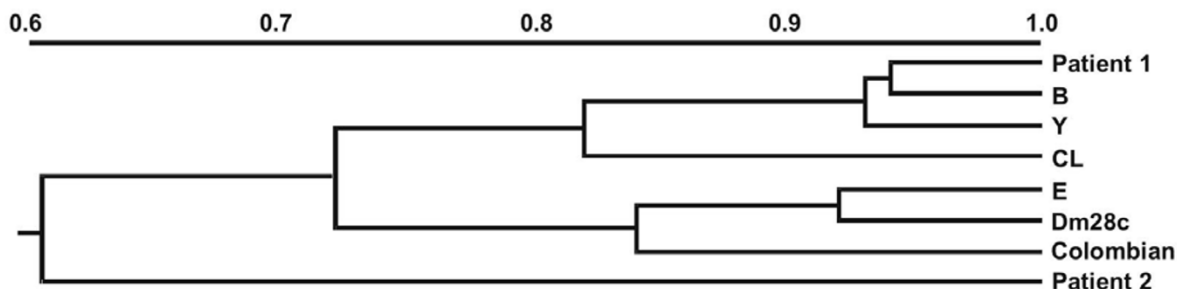 0.6 0.7 0.8 0.9 1.0
Patient 1
B
Y
CL
E
Dm28c
Colombian
Patient 2